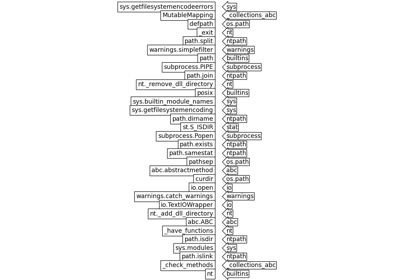 sys.getfilesystemencodeerrors sys
MutableMapping _collections_abc
defpath os.path
_exit nt
path.split ntpath
warnings.simplefilter warnings
path builtins
subprocess.PIPE subprocess
path.join ntpath
nt._remove_dll_directory nt
posix builtins
sys.builtin_module_names sys
sys.getfilesystemencoding sys
path.dirname ntpath
st.S_ISDIR stat
subprocess.Popen subprocess
path.exists ntpath
path.samestat ntpath
pathsep os.path
abc.abstractmethod abc
curdir os.path
io.open io
warnings.catch_warnings warnings
io.TextIOWrapper io
nt._add_dll_directory nt
abc.ABC abc
_have_functions nt
path.isdir ntpath
sys.modules sys
path.islink ntpath
_check_methods _collections_abc
nt builtins